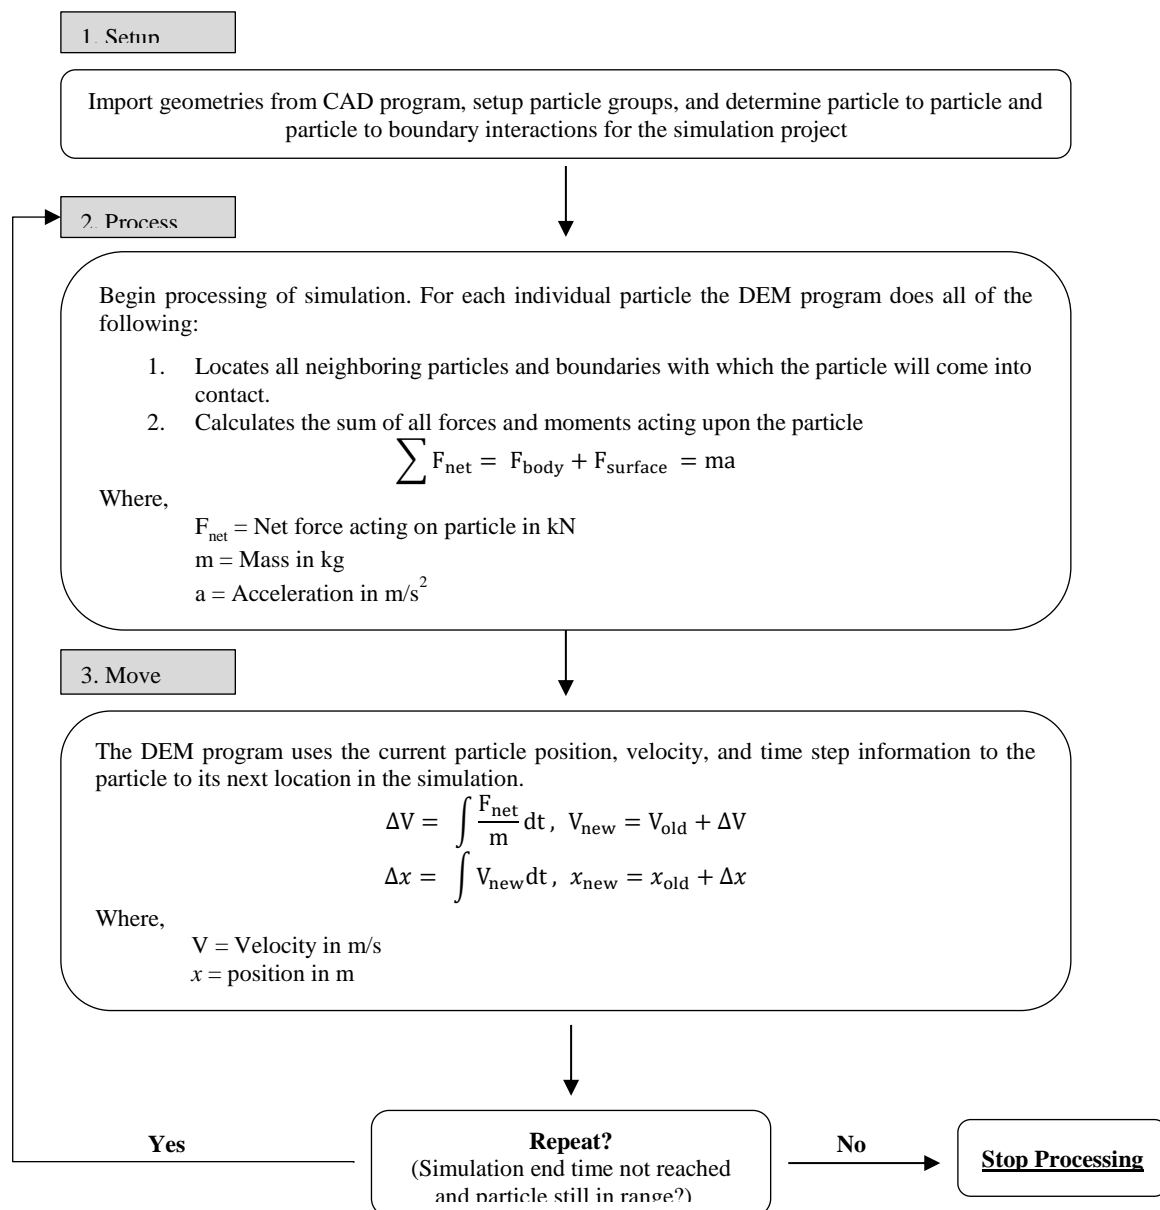 1. Setup
Import geometries from CAD program, setup particle groups, and determine particle to particle and
particle to boundary interactions for the simulation project
2. Process
Begin processing of simulation. For each individual particle the DEM program does all of the
following:
1. Locates all neighboring particles and boundaries with which the particle will come into
contact.
2. Calculates the sum of all forces and moments acting upon the particle
∑ F_net = F_body + F_surface = ma
Where,
F_net = Net force acting on particle in kN
m = Mass in kg
a = Acceleration in m/s²
3. Move
The DEM program uses the current particle position, velocity, and time step information to the
particle to its next location in the simulation.
ΔV = ∫ F_net/m dt , V_new = V_old + ΔV
Δx = ∫ V_new dt , x_new = x_old + Δx
Where,
V = Velocity in m/s
x = position in m
Yes
Repeat?
(Simulation end time not reached
and particle still in range?)
No
Stop Processing